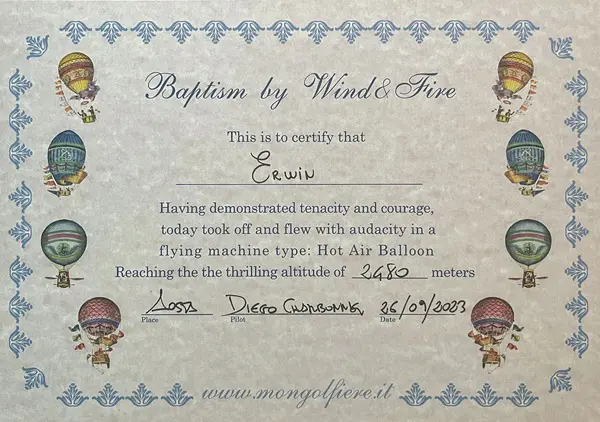 Baptism by Wind & Fire
This is to certify that
Erwin
Having demonstrated tenacity and courage,
today took off and flew with audacity in a
flying machine type: Hot Air Balloon
Reaching the the thrilling altitude of 2480 meters
Diego 26/09/2023
Place Pilot Date
www.mongolfiere.it